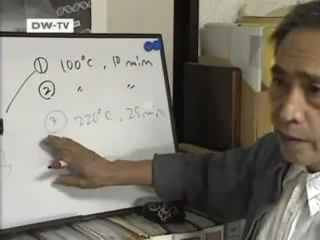 DW-TV
① 100°C, 10 min
② " "
③ 220°C, 25 min